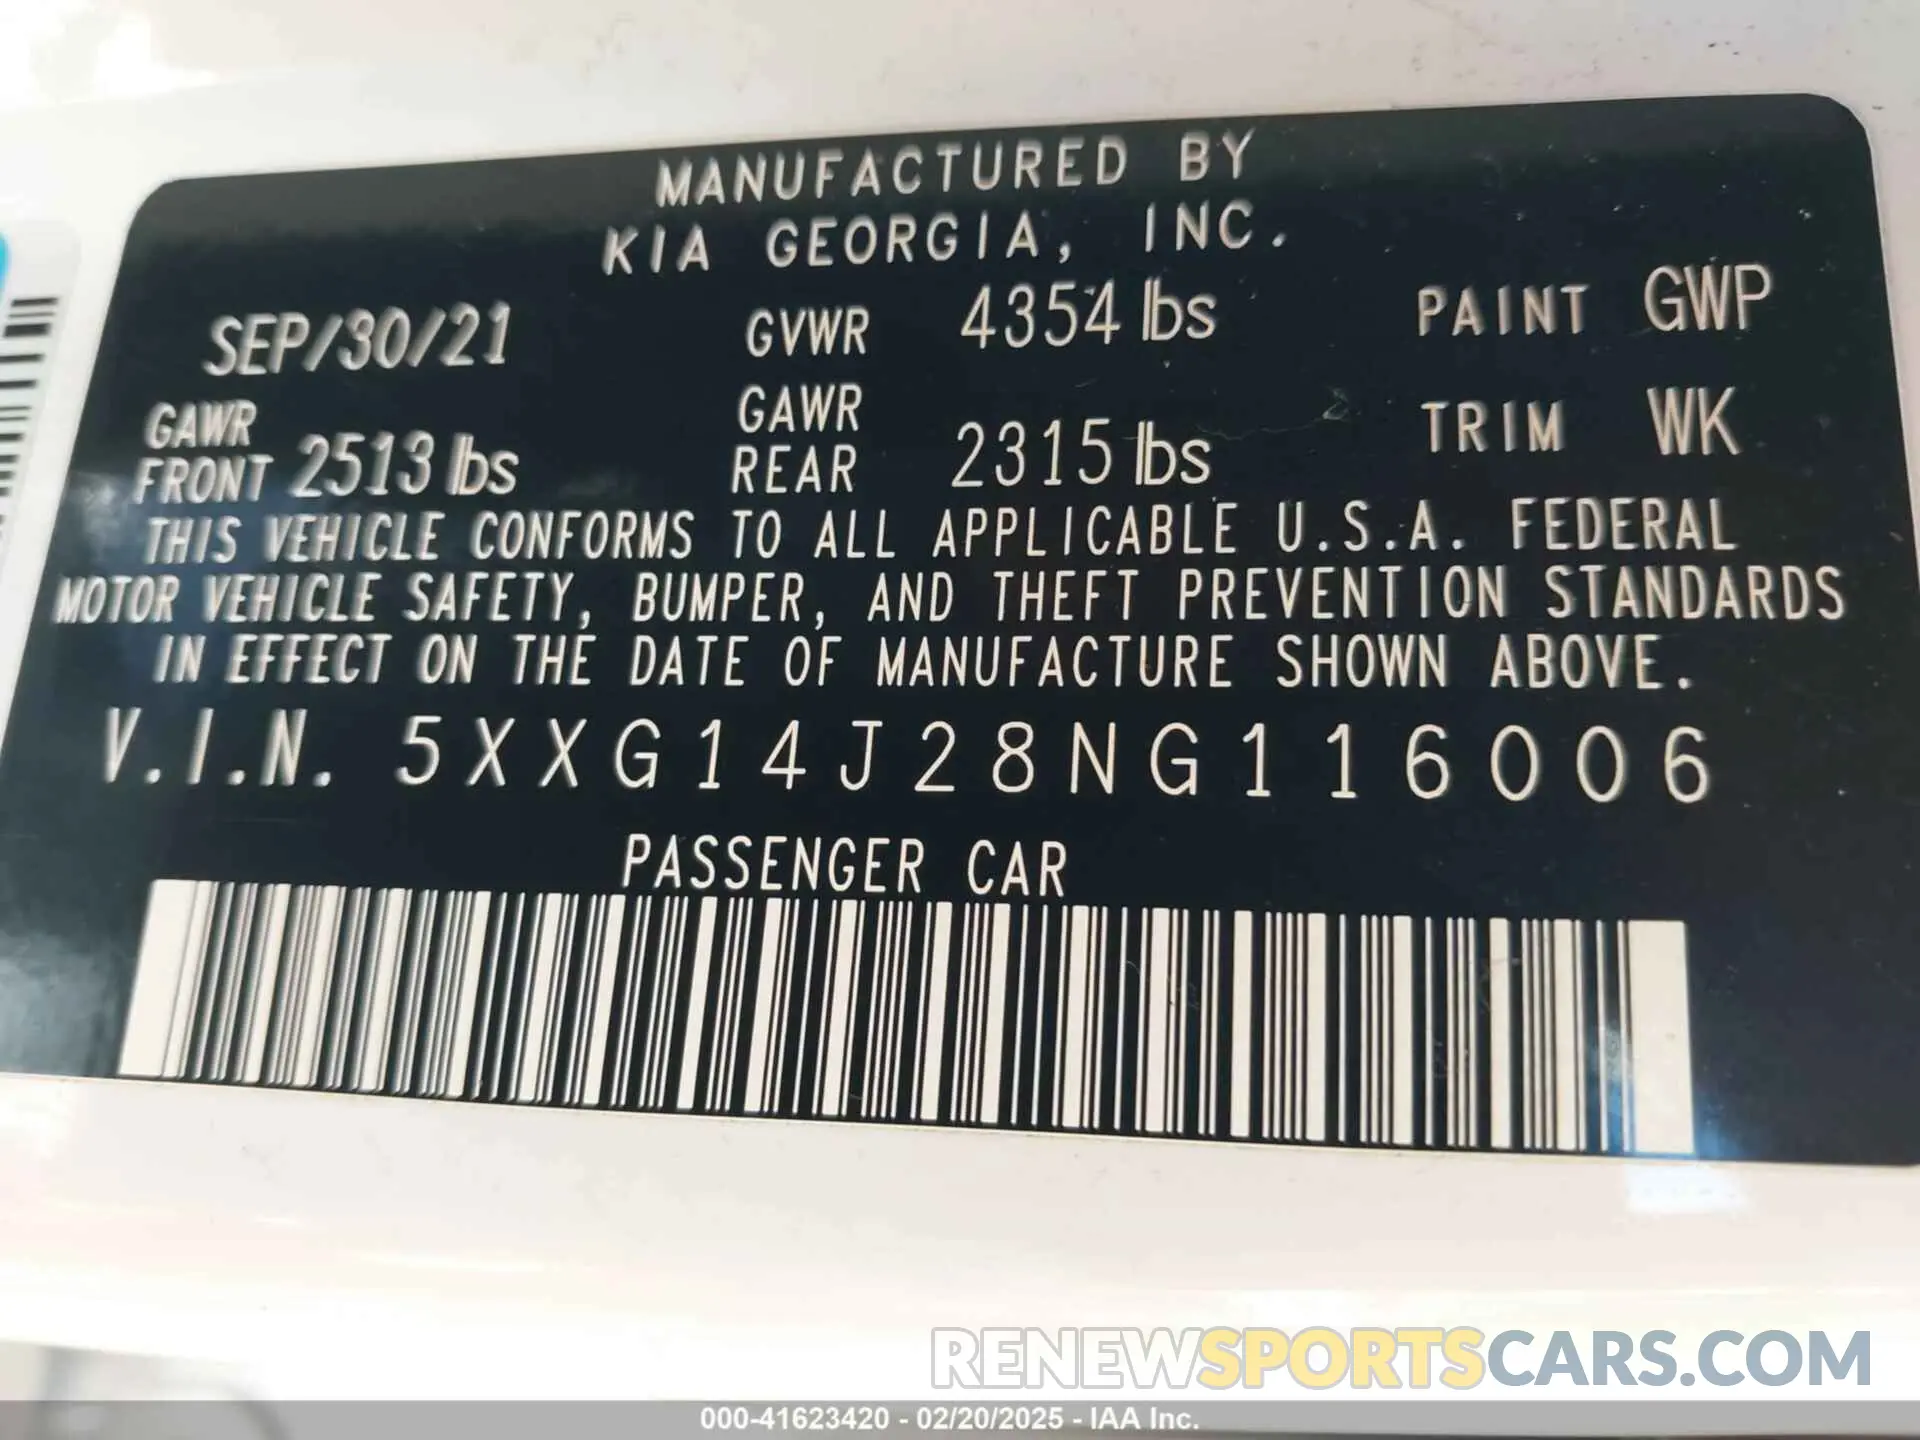 MANUFACTURED BY
KIA GEORGIA, INC.
SEP/30/21 GVWR 4354 lbs PAINT GWP
GAWR FRONT 2513 lbs GAWR REAR 2315 lbs TRIM WK
THIS VEHICLE CONFORMS TO ALL APPLICABLE U.S.A. FEDERAL
MOTOR VEHICLE SAFETY, BUMPER, AND THEFT PREVENTION STANDARDS
IN EFFECT ON THE DATE OF MANUFACTURE SHOWN ABOVE.
V.I.N. 5XXG14J28NG116006
PASSENGER CAR
RENEWSPORTSCARS.COM
000-41623420 - 02/20/2025 - IAA Inc.